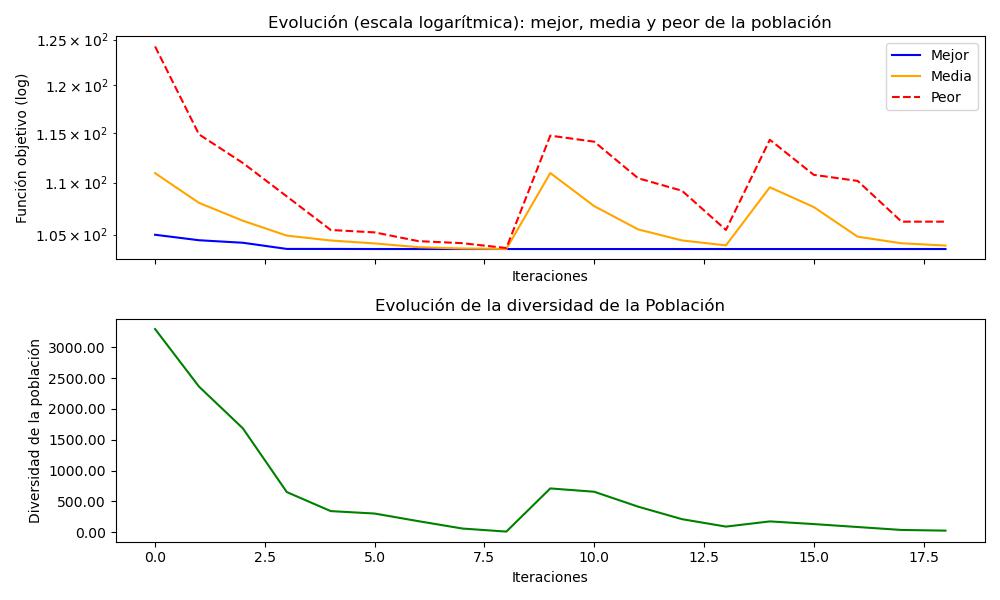 Evolución (escala logarítmica): mejor, media y peor de la población
1.25 × 10²
1.2 × 10²
1.15 × 10²
1.1 × 10²
1.05 × 10²
Función objetivo (log)
Mejor
Media
Peor
Iteraciones
Evolución de la diversidad de la Población
3000.00
2500.00
2000.00
1500.00
1000.00
500.00
0.00
Diversidad de la población
0.0 2.5 5.0 7.5 10.0 12.5 15.0 17.5
Iteraciones